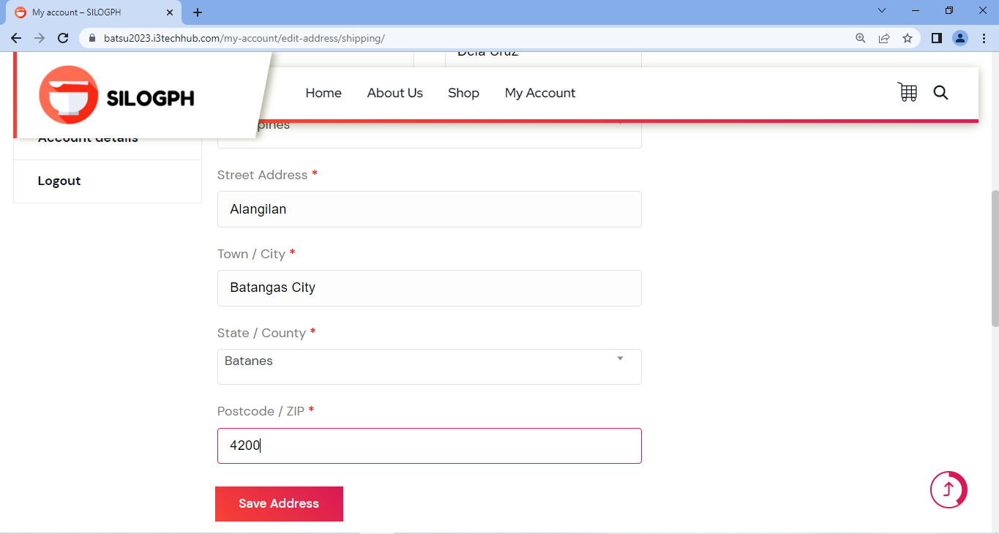 My account – SILOGPH
batsu2023.i3techhub.com/my-account/edit-address/shipping/
Dela Cruz
SILOGPH
Home About Us Shop My Account
Account details
Logout
Street Address *
Alangilan
Town / City *
Batangas City
State / County *
Batanes
Postcode / ZIP *
4200
Save Address